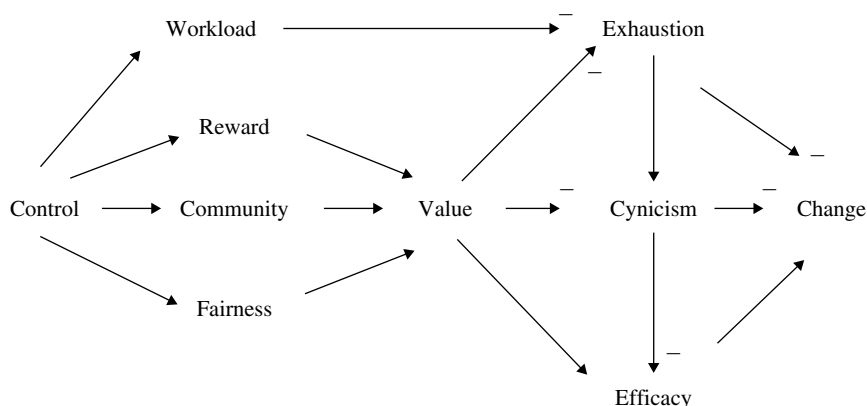 Workload
–
Exhaustion
–
Reward
–
Control
Community
Value
–
Cynicism
–
Change
Fairness
–
Efficacy